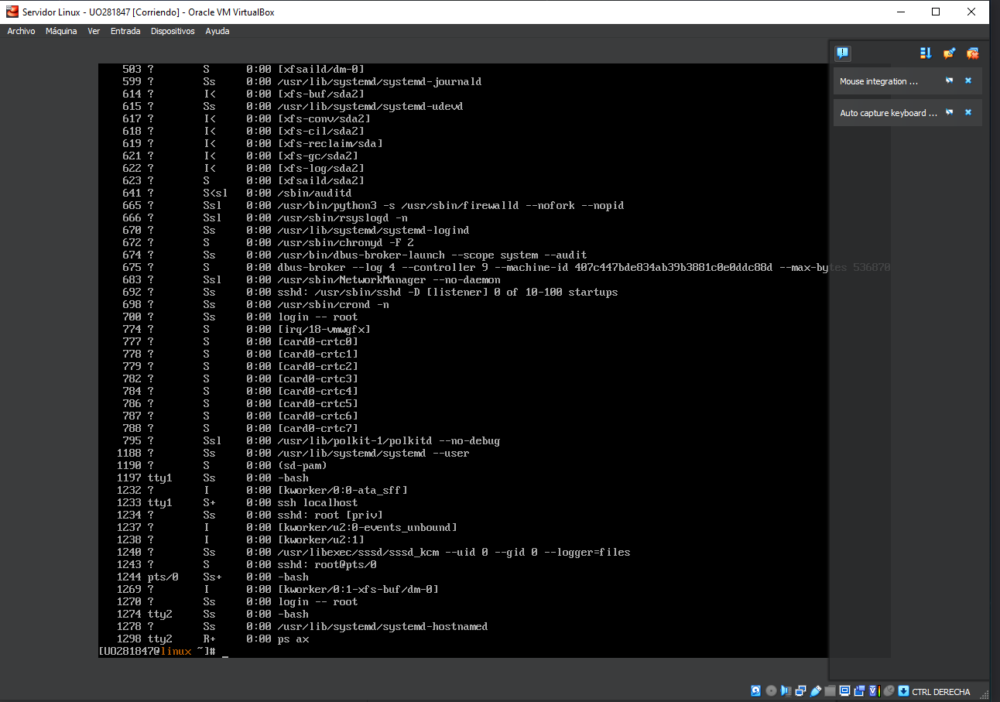 Servidor Linux - UO281847 [Corriendo] - Oracle VM VirtualBox
Archivo Máquina Ver Entrada Dispositivos Ayuda
Mouse integration ...
Auto capture keyboard ...
503 ? S 0:00 [xfsaild/dm-0]
599 ? Ss 0:00 /usr/lib/systemd/systemd-journald
614 ? I< 0:00 [xfs-buf/sda2]
615 ? Ss 0:00 /usr/lib/systemd/systemd-udevd
617 ? I< 0:00 [xfs-conv/sda2]
618 ? I< 0:00 [xfs-cil/sda2]
619 ? I< 0:00 [xfs-reclaim/sda]
621 ? I< 0:00 [xfs-gc/sda2]
622 ? I< 0:00 [xfs-log/sda2]
623 ? S 0:00 [xfsaild/sda2]
641 ? S<sl 0:00 /sbin/auditd
665 ? Ssl 0:00 /usr/bin/python3 -s /usr/sbin/firewalld --nofork --nopid
666 ? Ssl 0:00 /usr/sbin/rsyslogd -n
670 ? Ss 0:00 /usr/lib/systemd/systemd-logind
672 ? S 0:00 /usr/sbin/chronyd -F 2
674 ? Ss 0:00 /usr/bin/dbus-broker-launch --scope system --audit
675 ? S 0:00 dbus-broker --log 4 --controller 9 --machine-id 407c447bde834ab39b3881c0e0ddc88d --max-bytes 536870
683 ? Ssl 0:00 /usr/sbin/NetworkManager --no-daemon
692 ? Ss 0:00 sshd: /usr/sbin/sshd -D [listener] 0 of 10-100 startups
698 ? Ss 0:00 /usr/sbin/crond -n
700 ? Ss 0:00 login -- root
774 ? S 0:00 [irq/18-vmwgfx]
777 ? S 0:00 [card0-crtc0]
778 ? S 0:00 [card0-crtc1]
779 ? S 0:00 [card0-crtc2]
782 ? S 0:00 [card0-crtc3]
784 ? S 0:00 [card0-crtc4]
786 ? S 0:00 [card0-crtc5]
787 ? S 0:00 [card0-crtc6]
788 ? S 0:00 [card0-crtc7]
795 ? Ssl 0:00 /usr/lib/polkit-1/polkitd --no-debug
1188 ? Ss 0:00 /usr/lib/systemd/systemd --user
1190 ? S 0:00 (sd-pam)
1197 tty1 Ss 0:00 -bash
1232 ? I 0:00 [kworker/0:0-ata_sff]
1233 tty1 S+ 0:00 ssh localhost
1234 ? Ss 0:00 sshd: root [priv]
1237 ? I 0:00 [kworker/u2:0-events_unbound]
1238 ? I 0:00 [kworker/u2:1]
1240 ? Ss 0:00 /usr/libexec/sssd/sssd_kcm --uid 0 --gid 0 --logger=files
1243 ? S 0:00 sshd: root@pts/0
1244 pts/0 Ss+ 0:00 -bash
1269 ? I 0:00 [kworker/0:1-xfs-buf/dm-0]
1270 ? Ss 0:00 login -- root
1274 tty2 Ss 0:00 -bash
1278 ? Ss 0:00 /usr/lib/systemd/systemd-hostnamed
1298 tty2 R+ 0:00 ps ax
[UO281847@linux ~]# _
CTRL DERECHA